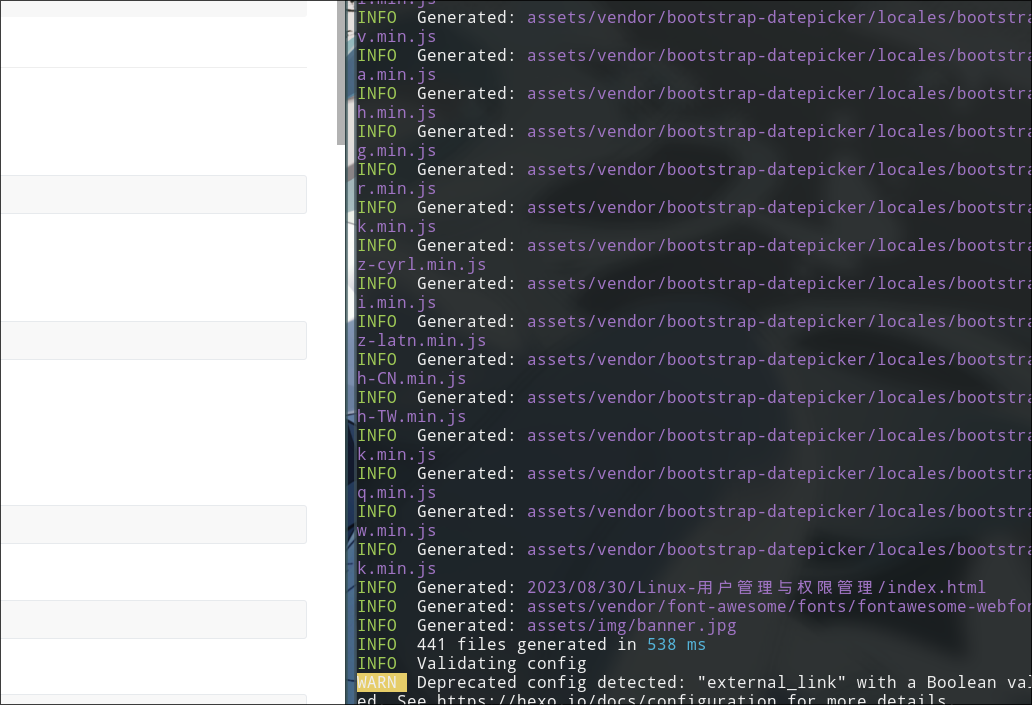 INFO  Generated: assets/vendor/bootstrap-datepicker/locales/bootstra
v.min.js
INFO  Generated: assets/vendor/bootstrap-datepicker/locales/bootstra
a.min.js
INFO  Generated: assets/vendor/bootstrap-datepicker/locales/bootstra
h.min.js
INFO  Generated: assets/vendor/bootstrap-datepicker/locales/bootstra
g.min.js
INFO  Generated: assets/vendor/bootstrap-datepicker/locales/bootstra
r.min.js
INFO  Generated: assets/vendor/bootstrap-datepicker/locales/bootstra
k.min.js
INFO  Generated: assets/vendor/bootstrap-datepicker/locales/bootstra
z-cyrl.min.js
INFO  Generated: assets/vendor/bootstrap-datepicker/locales/bootstra
i.min.js
INFO  Generated: assets/vendor/bootstrap-datepicker/locales/bootstra
z-latn.min.js
INFO  Generated: assets/vendor/bootstrap-datepicker/locales/bootstra
h-CN.min.js
INFO  Generated: assets/vendor/bootstrap-datepicker/locales/bootstra
h-TW.min.js
INFO  Generated: assets/vendor/bootstrap-datepicker/locales/bootstra
k.min.js
INFO  Generated: assets/vendor/bootstrap-datepicker/locales/bootstra
q.min.js
INFO  Generated: assets/vendor/bootstrap-datepicker/locales/bootstra
w.min.js
INFO  Generated: assets/vendor/bootstrap-datepicker/locales/bootstra
k.min.js
INFO  Generated: 2023/08/30/Linux-用户管理与权限管理/index.html
INFO  Generated: assets/vendor/font-awesome/fonts/fontawesome-webfon
INFO  Generated: assets/img/banner.jpg
INFO  441 files generated in 538 ms
INFO  Validating config
WARN  Deprecated config detected: "external_link" with a Boolean val
ed. See https://hexo.io/docs/configuration for more details.